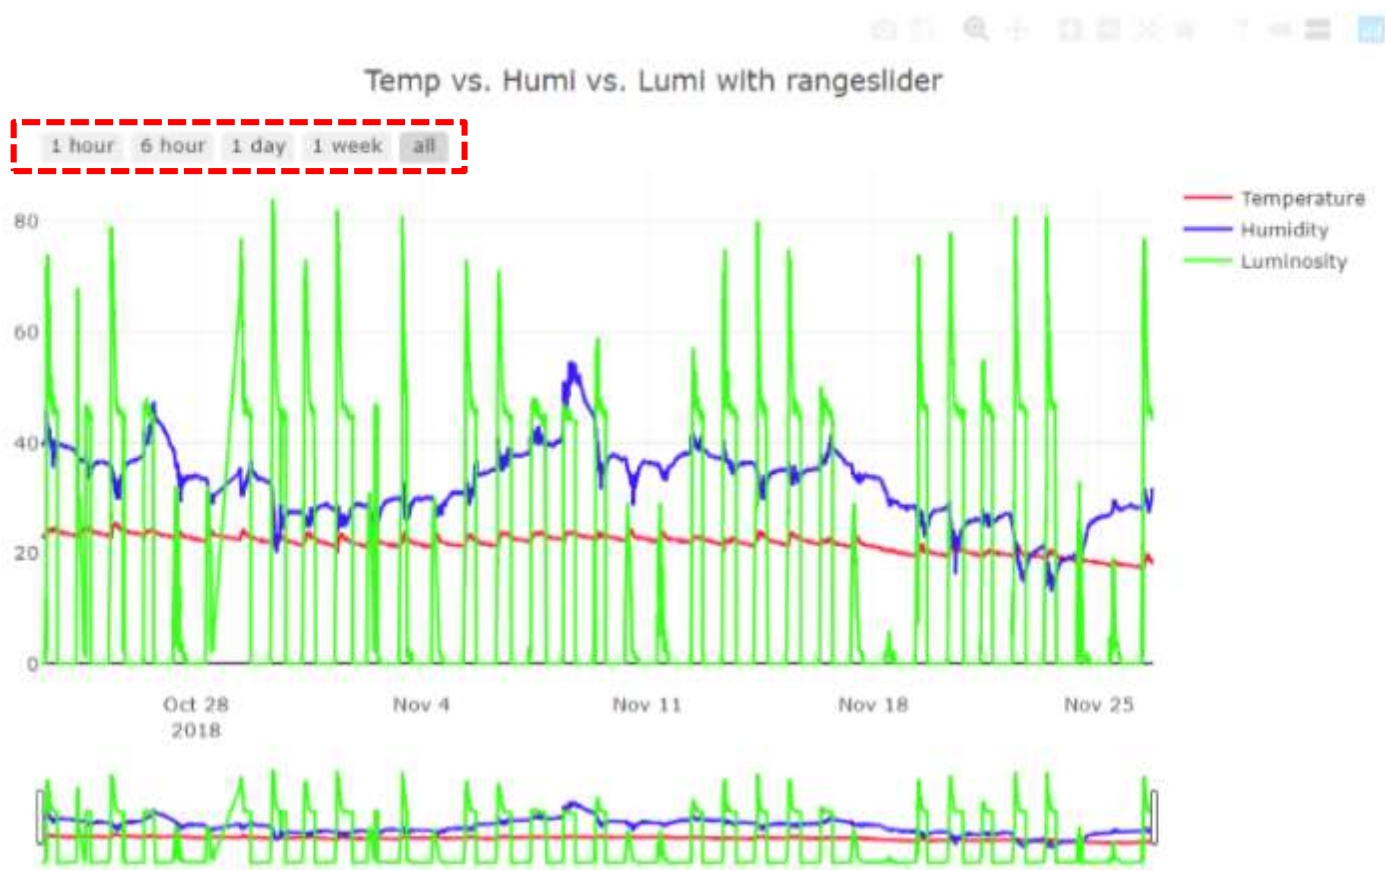 Temp vs. Humi vs. Lumi with rangeslider
1 hour 6 hour 1 day 1 week all
Temperature
Humidity
Luminosity
80
60
40
20
0
Oct 28 Nov 4 Nov 11 Nov 18 Nov 25
2018